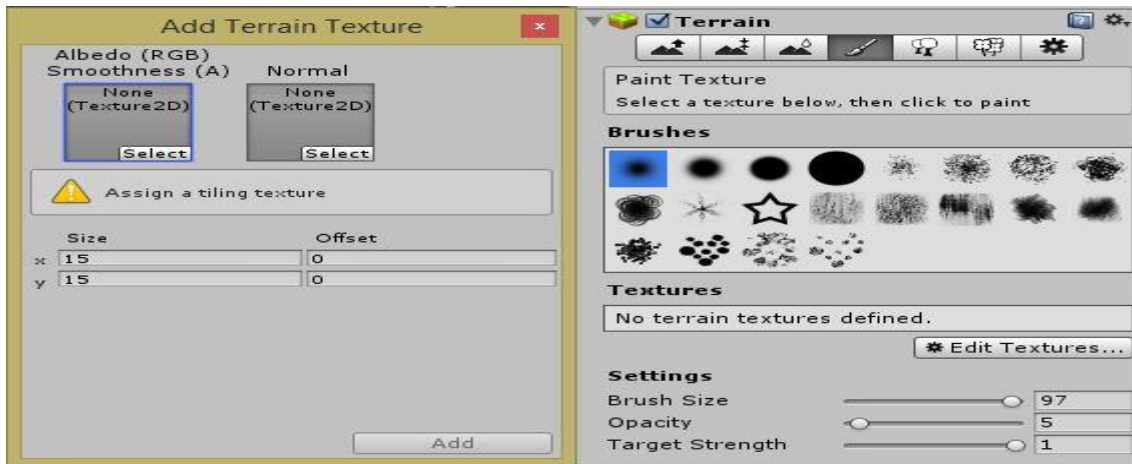 Add Terrain Texture
x
Albedo (RGB)
Smoothness (A)
Normal
None
(Texture2D)
Select
None
(Texture2D)
Select
Assign a tiling texture
Size
Offset
x 15 0
y 15 0
Add
Terrain
Paint Texture
Select a texture below, then click to paint
Brushes
Textures
No terrain textures defined.
Edit Textures...
Settings
Brush Size 97
Opacity 5
Target Strength 1